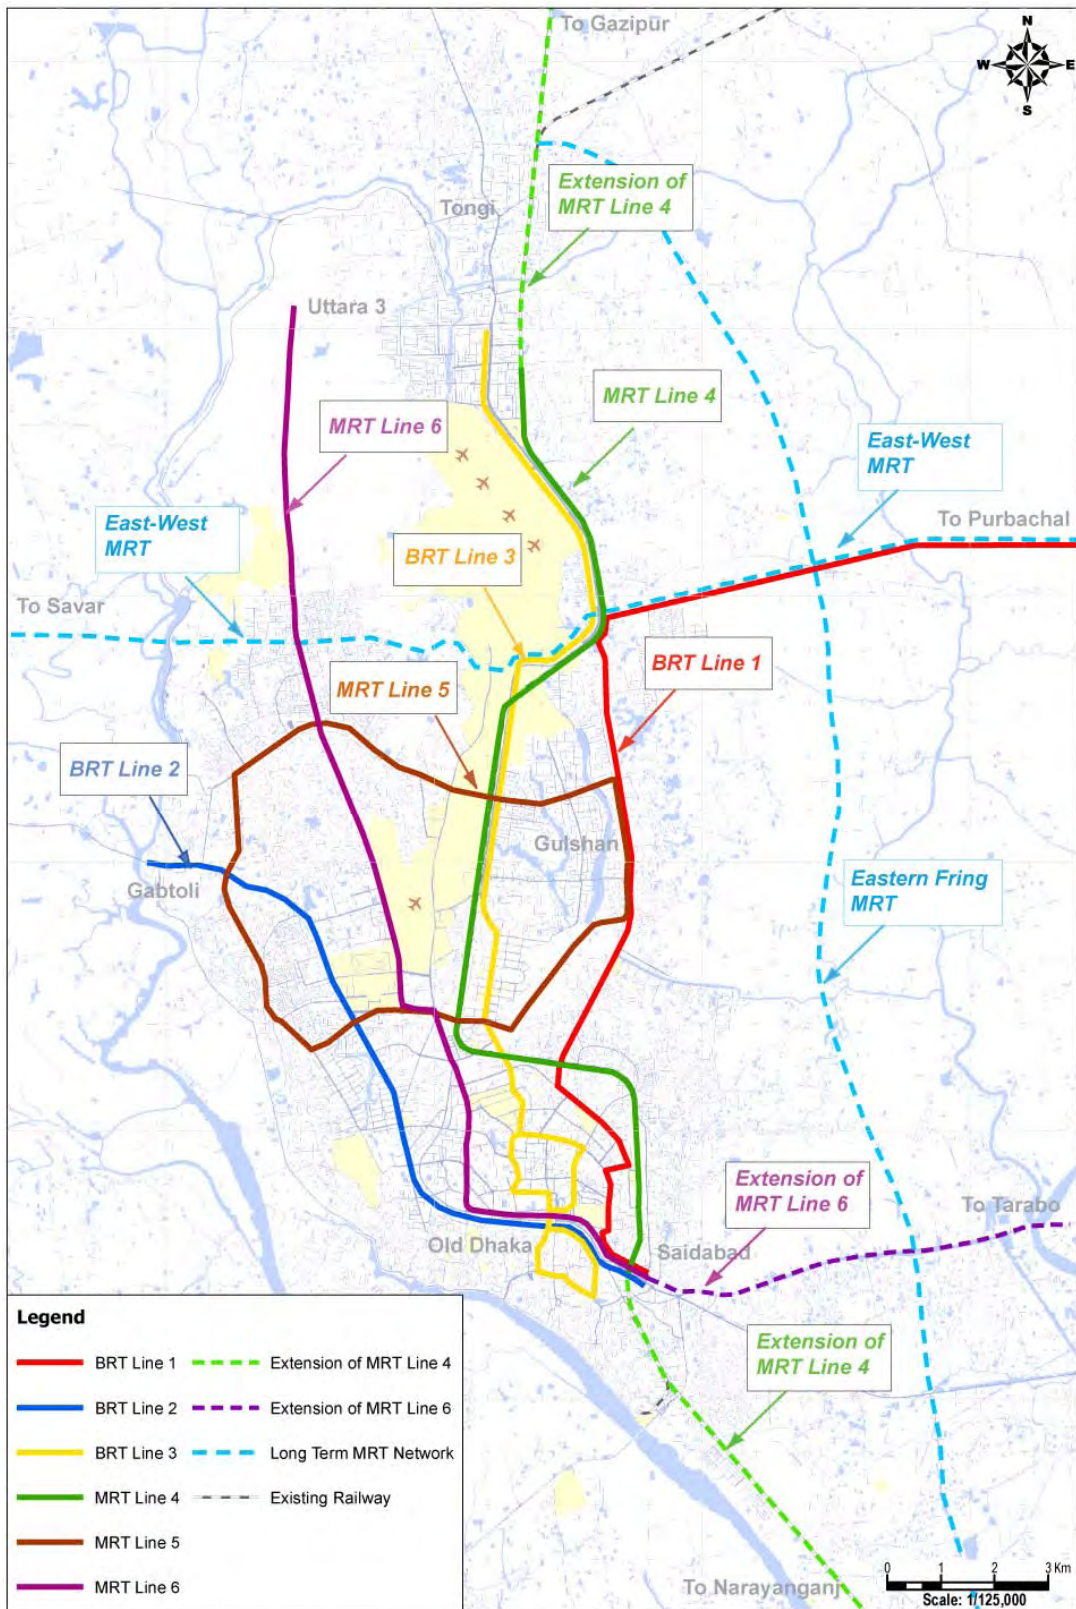 To Gazipur
N
W
E
S
Extension of
MRT Line 4
Tongi
Uttara 3
MRT Line 6
MRT Line 4
East-West
MRT
East-West
MRT
To Purbachal
BRT Line 3
To Savar
BRT Line 1
MRT Line 5
BRT Line 2
Gulshan
Gabtoli
Eastern Fring
MRT
Extension of
MRT Line 6
To Tarabo
Old Dhaka
Saidabad
Extension of
MRT Line 4
To Narayanganj
Legend
BRT Line 1
Extension of MRT Line 4
BRT Line 2
Extension of MRT Line 6
BRT Line 3
Long Term MRT Network
MRT Line 4
Existing Railway
MRT Line 5
MRT Line 6
0 1 2 3 Km
Scale: 1/125,000